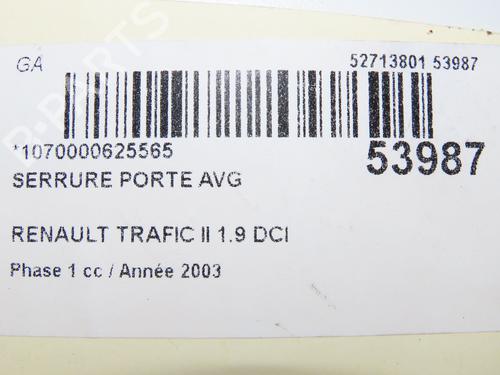 GA
52713801 53987
*1070000625565
53987
SERRURE PORTE AVG
RENAULT TRAFIC II 1.9 DCI
Phase 1 cc / Année 2003